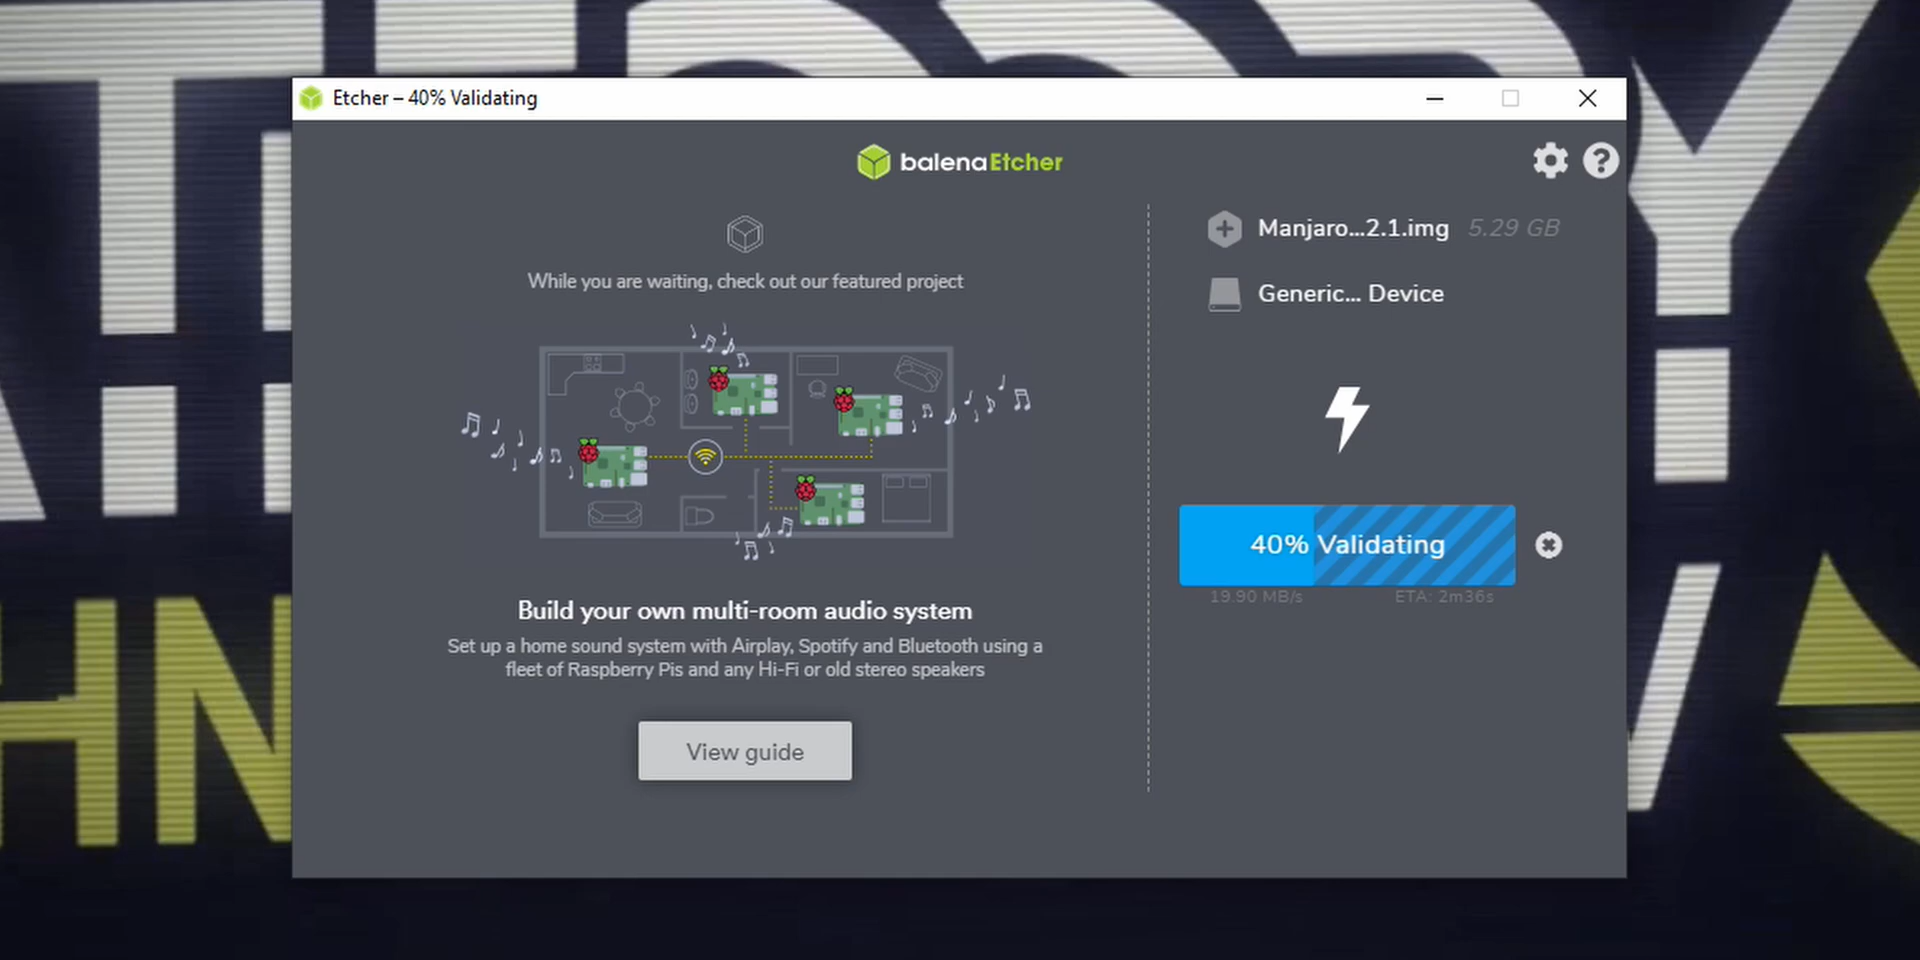 Etcher – 40% Validating
balenaEtcher
While you are waiting, check out our featured project
Build your own multi-room audio system
Set up a home sound system with Airplay, Spotify and Bluetooth using a
fleet of Raspberry Pis and any Hi-Fi or old stereo speakers
View guide
Manjaro...2.1.img 5.29 GB
Generic... Device
40% Validating
19.90 MB/s ETA: 2m36s